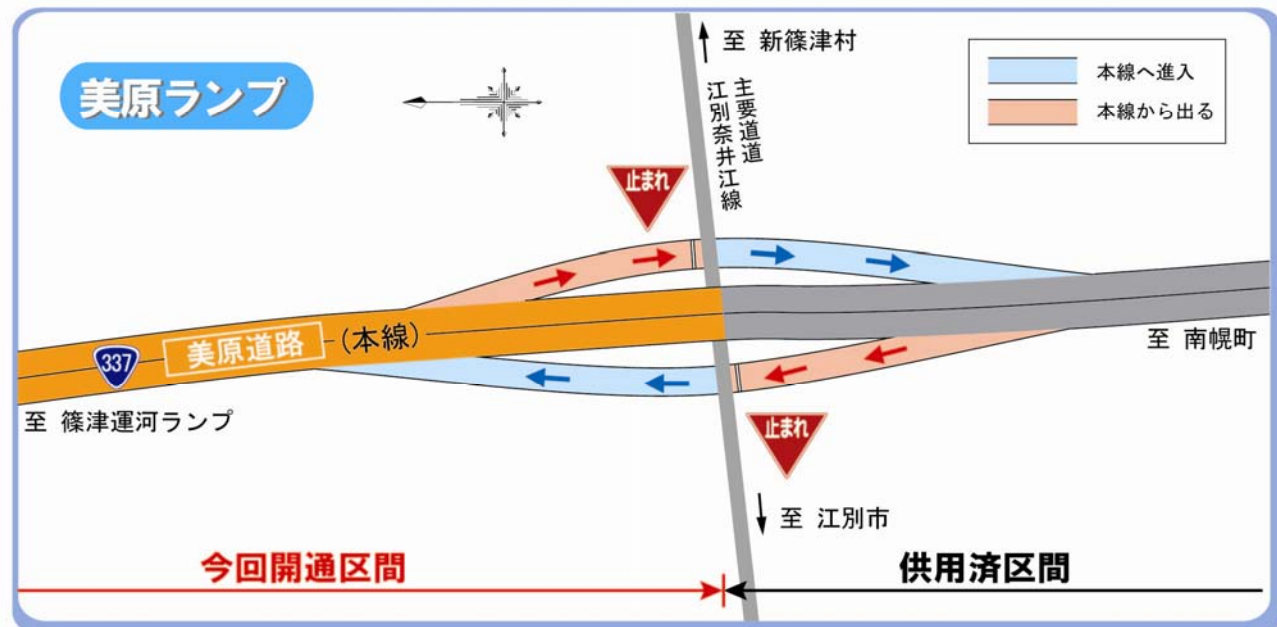 美原ランプ
至 新篠津村
主要道道
江別奈井江線
本線へ進入
本線から出る
止まれ
337
美原道路
(本線)
至 南幌町
至 篠津運河ランプ
止まれ
至 江別市
今回開通区間
供用済区間